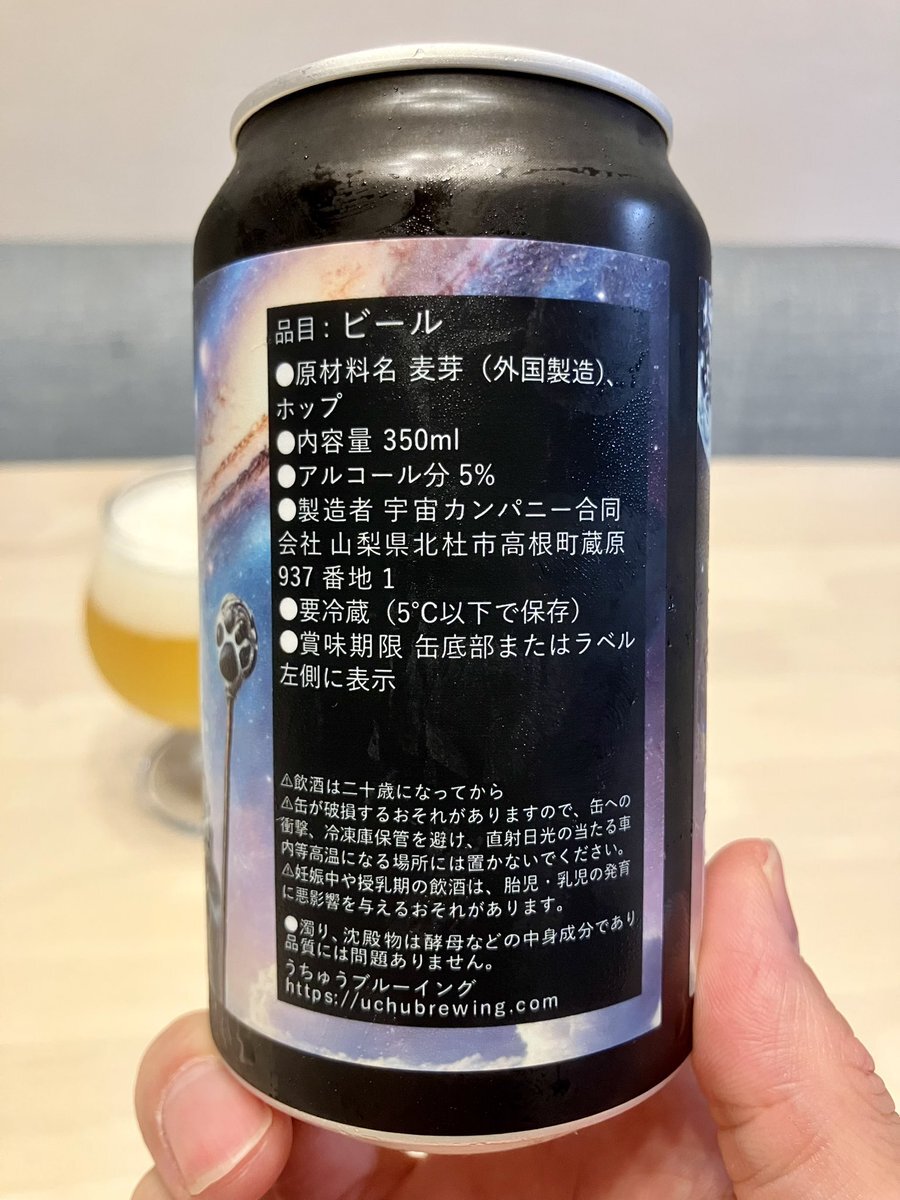 品目：ビール
●原材料名 麦芽（外国製造）、
ホップ
●内容量 350ml
●アルコール分 5%
●製造者 宇宙カンパニー合同
会社 山梨県北杜市高根町蔵原
937 番地 1
●要冷蔵（5℃以下で保存）
●賞味期限 缶底部またはラベル
左側に表示
⚠飲酒は二十歳になってから
⚠缶が破損するおそれがありますので、缶への
衝撃、冷凍庫保管を避け、直射日光の当たる車
内等高温になる場所には置かないでください。
⚠妊娠中や授乳期の飲酒は、胎児・乳児の発育
に悪影響を与えるおそれがあります。
●濁り、沈殿物は酵母などの中身成分であり
品質には問題ありません。
うちゅうブルーイング
https://uchubrewing.com